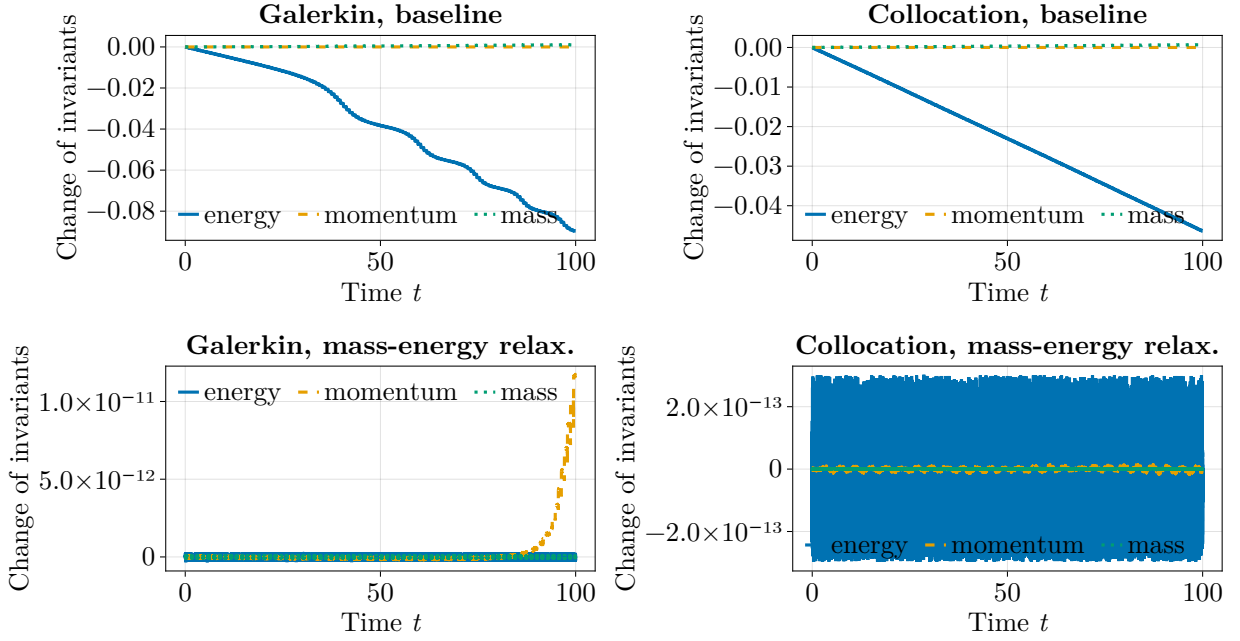 Galerkin, baseline
Change of invariants
0.00
−0.02
−0.04
−0.06
−0.08
energy momentum mass
0 50 100
Time t
Collocation, baseline
Change of invariants
0.00
−0.01
−0.02
−0.03
−0.04
energy momentum mass
0 50 100
Time t
Galerkin, mass-energy relax.
Change of invariants
1.0×10⁻¹¹
5.0×10⁻¹²
0
energy momentum mass
0 50 100
Time t
Collocation, mass-energy relax.
Change of invariants
2.0×10⁻¹³
0
−2.0×10⁻¹³
energy momentum mass
0 50 100
Time t